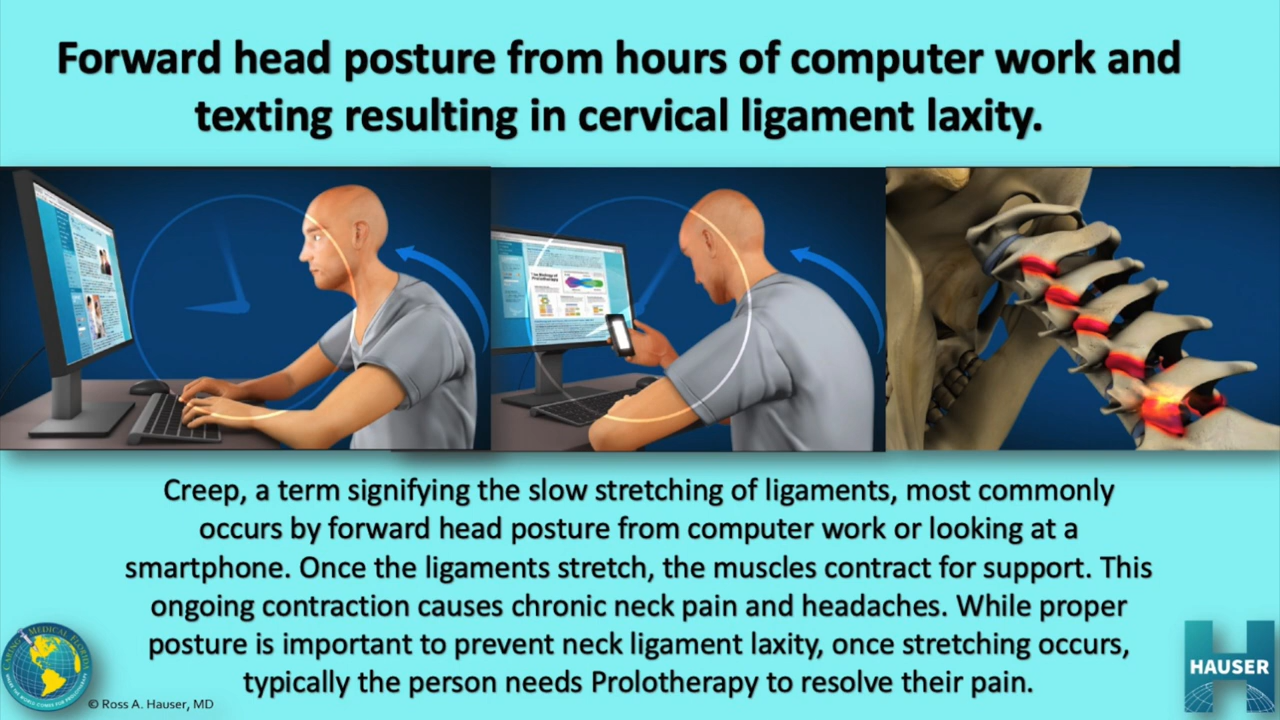 Forward head posture from hours of computer work and
texting resulting in cervical ligament laxity.
Creep, a term signifying the slow stretching of ligaments, most commonly
occurs by forward head posture from computer work or looking at a
smartphone. Once the ligaments stretch, the muscles contract for support. This
ongoing contraction causes chronic neck pain and headaches. While proper
posture is important to prevent neck ligament laxity, once stretching occurs,
typically the person needs Prolotherapy to resolve their pain.
CARING MEDICAL FLORIDA
© Ross A. Hauser, MD
HAUSER